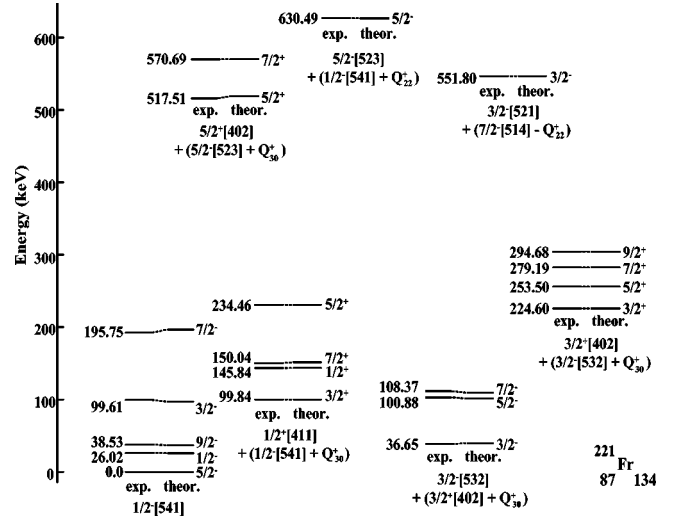 630.49 5/2-
600
exp. theor.
570.69 7/2+
5/2-[523]
+ (1/2-[541] + Q+22)
551.80 3/2-
517.51 5/2+
exp. theor.
exp. theor.
3/2-[521]
500
5/2+[402]
+ (7/2-[514] - Q+22)
+ (5/2-[523] + Q+30)
400
Energy (keV)
300
294.68 9/2+
279.19 7/2+
253.50 5/2+
234.46 5/2+
224.60 3/2+
exp. theor.
200
195.75 7/2-
3/2+[402]
+ (3/2-[532] + Q+30)
150.04 7/2+
145.84 1/2+
108.37 7/2-
100.88 5/2-
100
99.61 3/2-
99.84 3/2+
exp. theor.
1/2+[411]
+ (1/2-[541] + Q+30)
38.53 9/2-
26.02 1/2-
36.65 3/2-
exp. theor.
3/2-[532]
+ (3/2+[402] + Q+30)
0
0.0 5/2-
exp. theor.
1/2-[541]
221
Fr
87 134